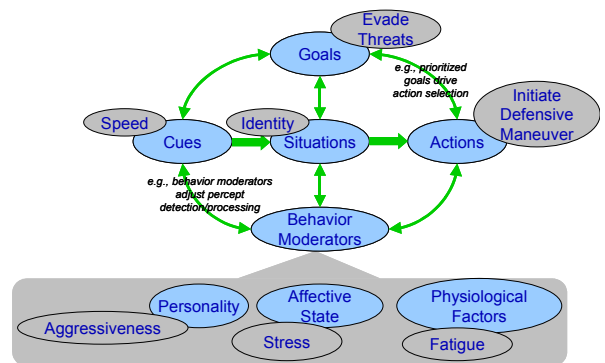 Evade
Threats
Goals
e.g., prioritized
goals drive
action selection
Initiate
Defensive
Maneuver
Speed
Identity
Cues
Situations
Actions
e.g., behavior moderators
adjust percept
detection/processing
Behavior
Moderators
Personality
Affective
State
Physiological
Factors
Aggressiveness
Stress
Fatigue